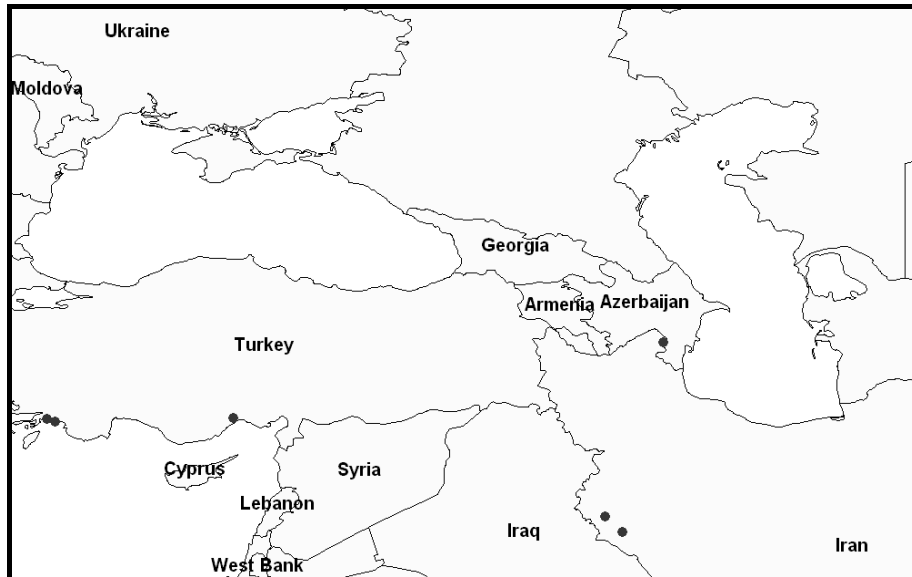 Ukraine
Moldova
Georgia
Armenia
Azerbaijan
Turkey
Cyprus
Syria
Lebanon
Iraq
Iran
West Bank